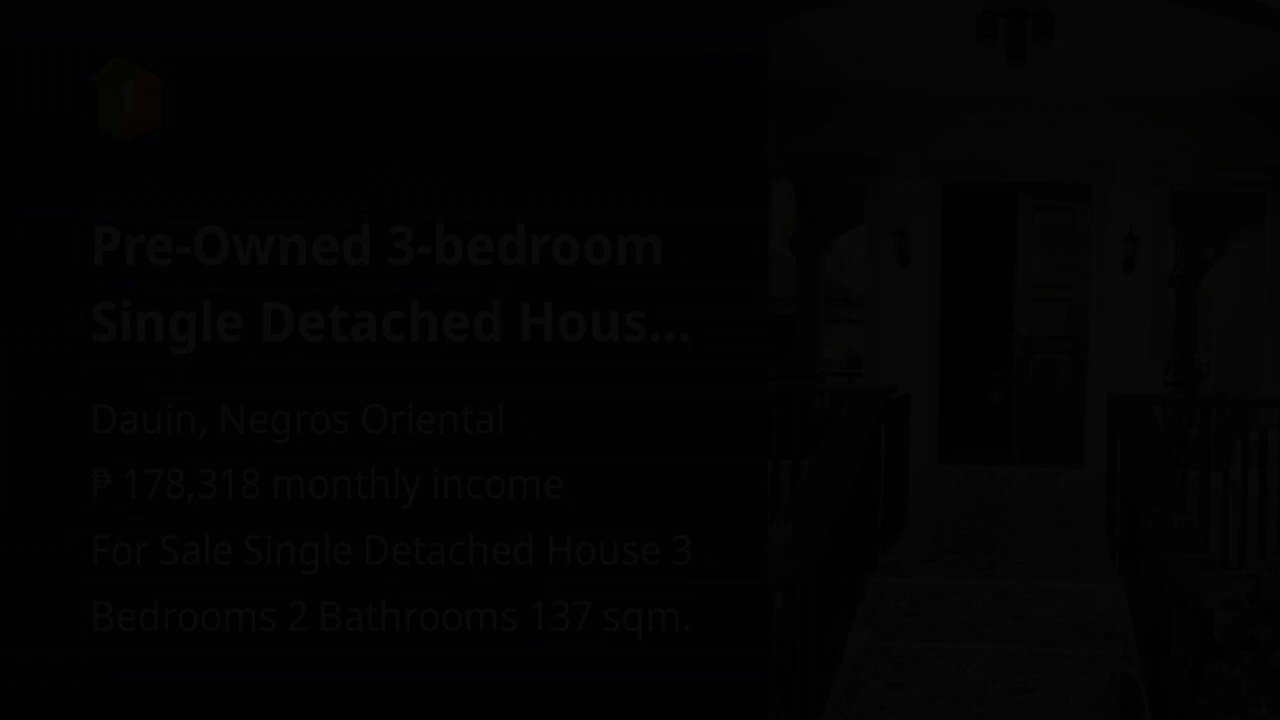 Pre-Owned 3-bedroom
Single Detached Hous...
Dauin, Negros Oriental
₱ 178,318 monthly income
For Sale Single Detached House 3
Bedrooms 2 Bathrooms 137 sqm.